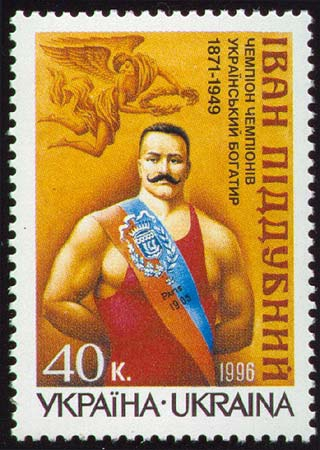 ІВАН ПІДДУБНИЙ
ЧЕМПІОН ЧЕМПІОНІВ
УКРАЇНСЬКИЙ БОГАТИР
1871-1949
PARIS
1905
40 К.
1996
УКРАЇНА·UKRAINA